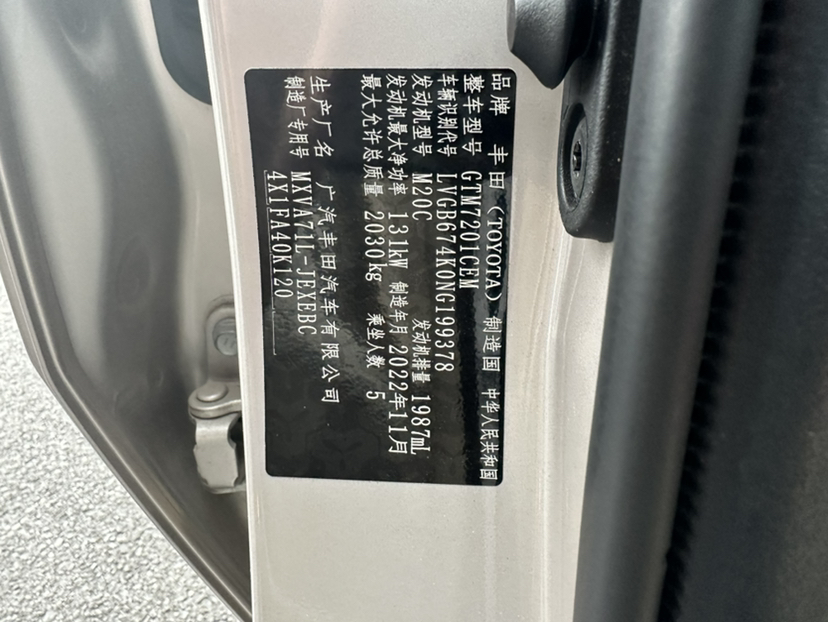 品牌 丰田（TOYOTA） 制造国 中华人民共和国
整车型号 GTM7201CEM
车辆识别代号 LVGB674K0NG199378
发动机型号 M20C 发动机排量 1987mL
发动机最大净功率 131kW 制造年月 2022年11月
最大允许总质量 2030kg 乘坐人数 5
生产厂名 广汽丰田汽车有限公司
制造厂专用号 MXVA71L-JEXEBC
4X1FA40K120